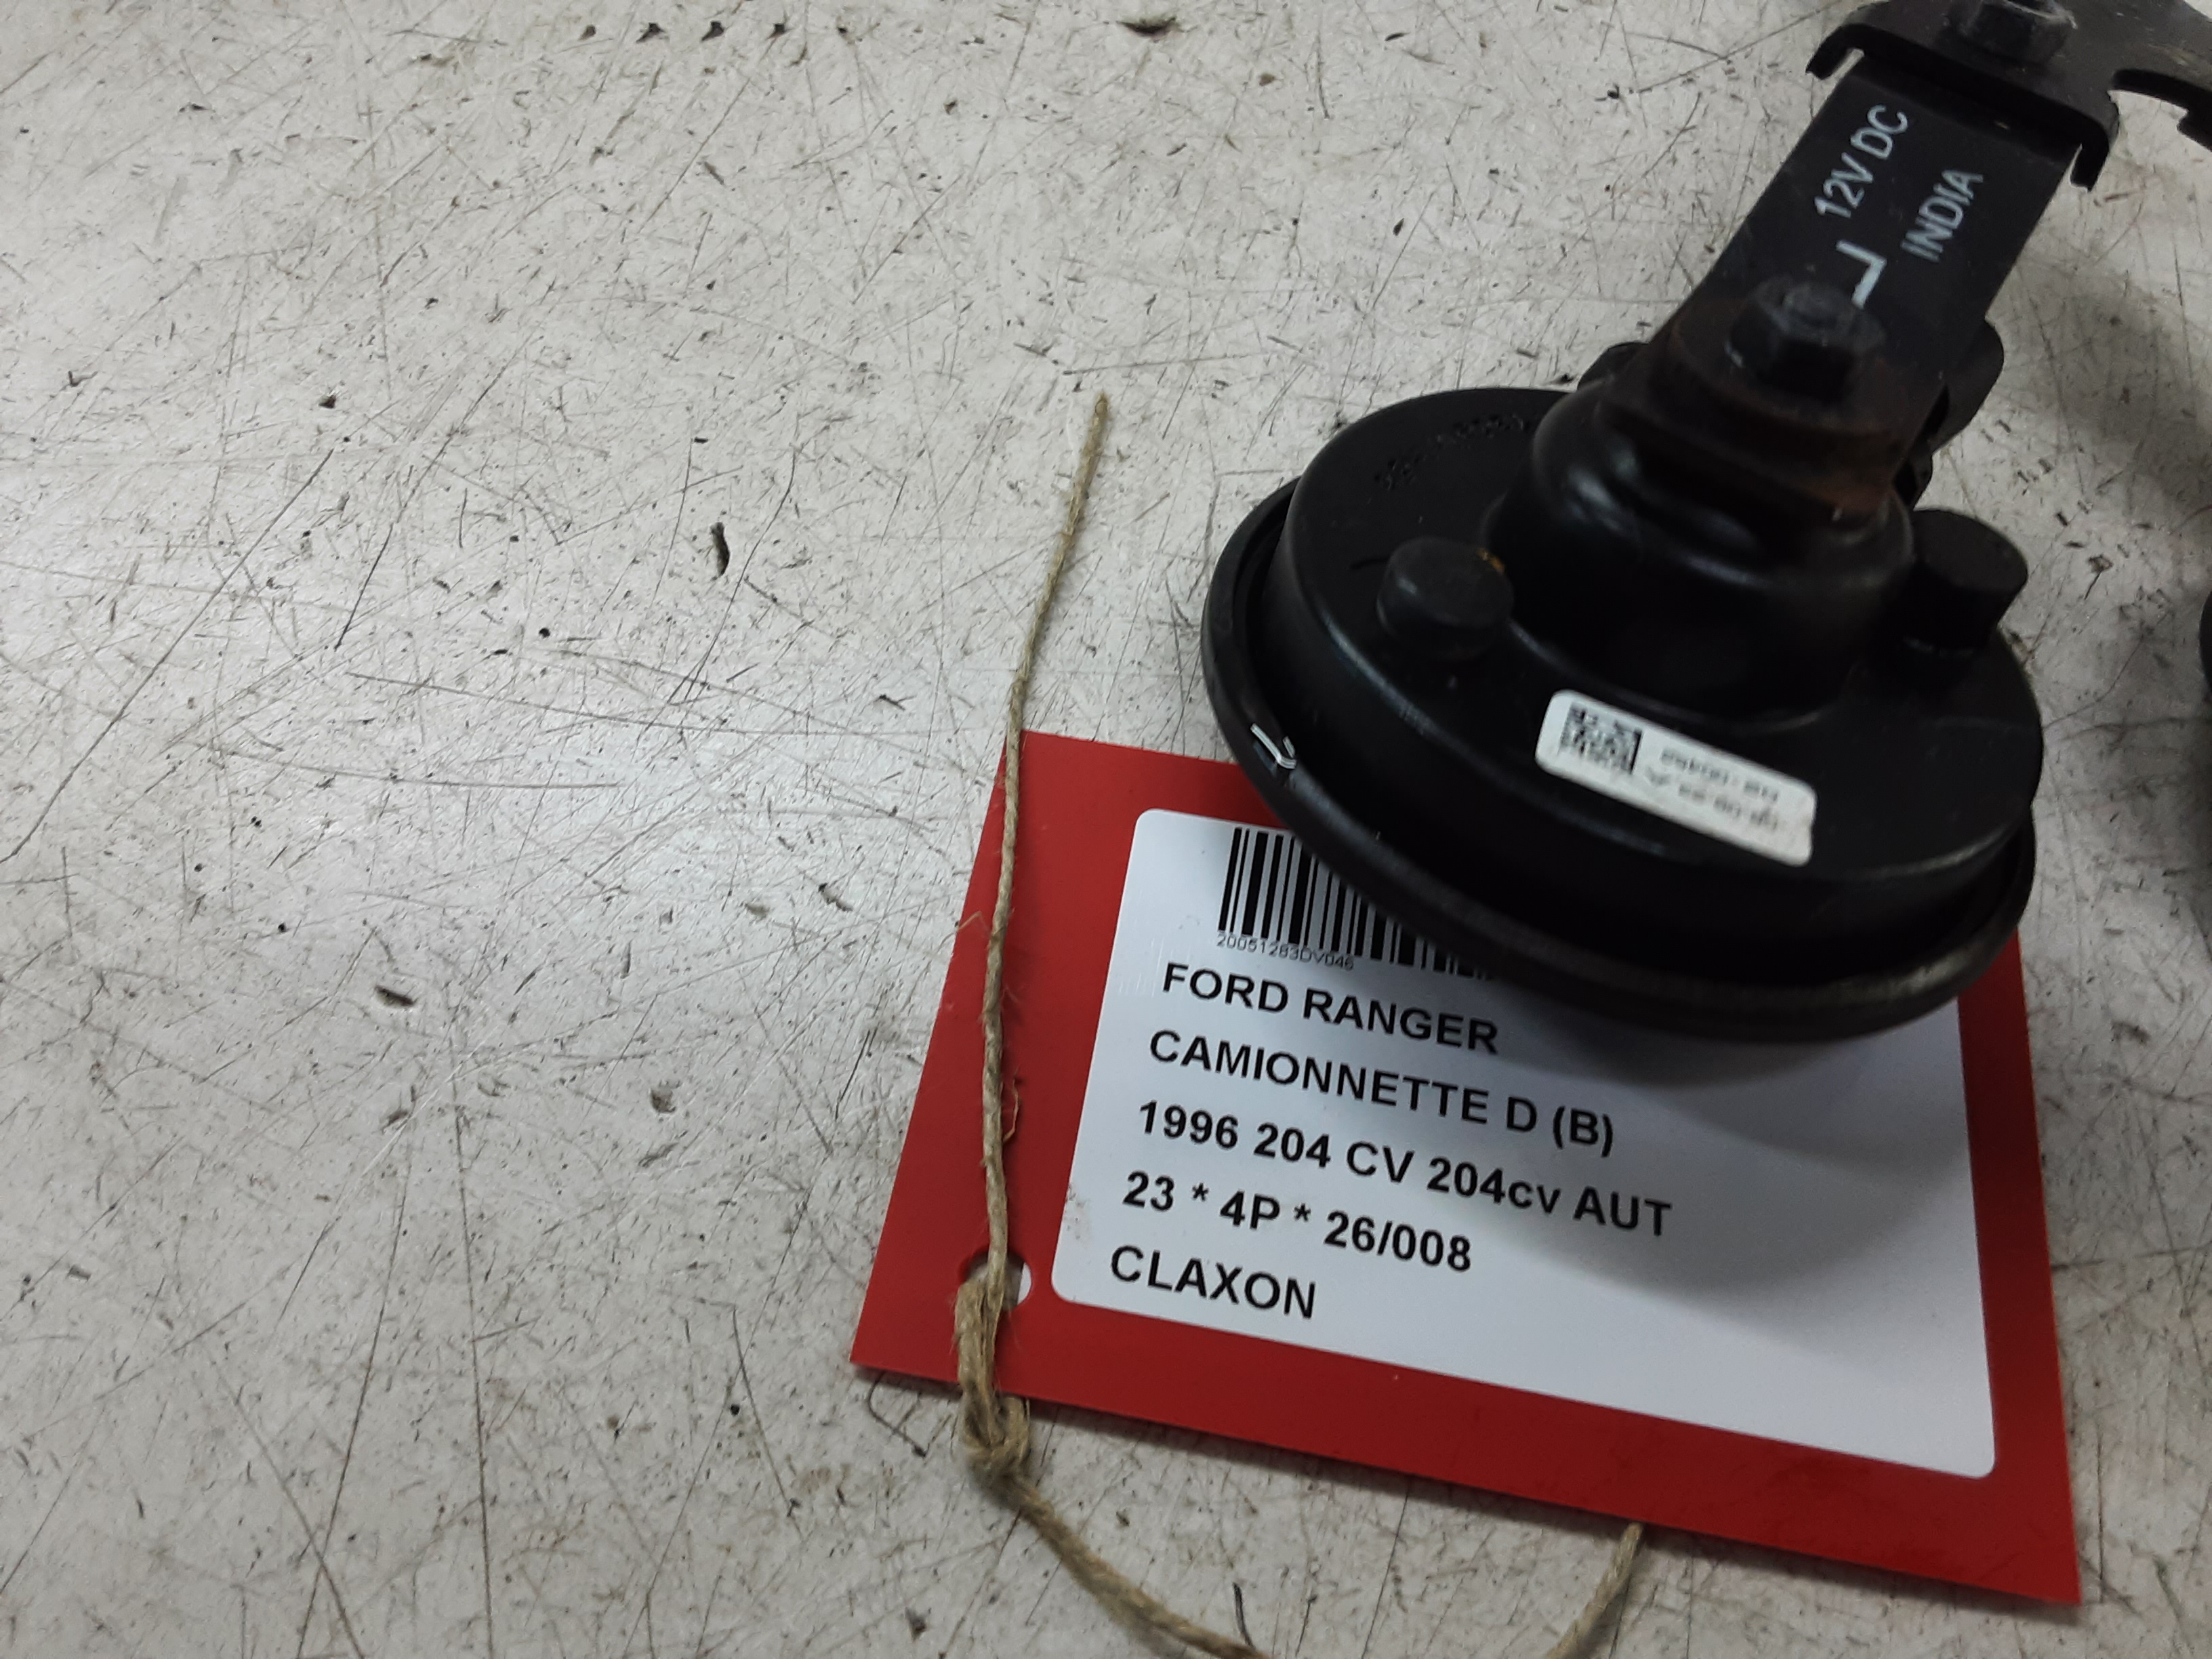 12V DC
L
INDIA
20051283DV046
FORD RANGER
CAMIONNETTE D (B)
1996 204 CV 204cv AUT
23 * 4P * 26/008
CLAXON